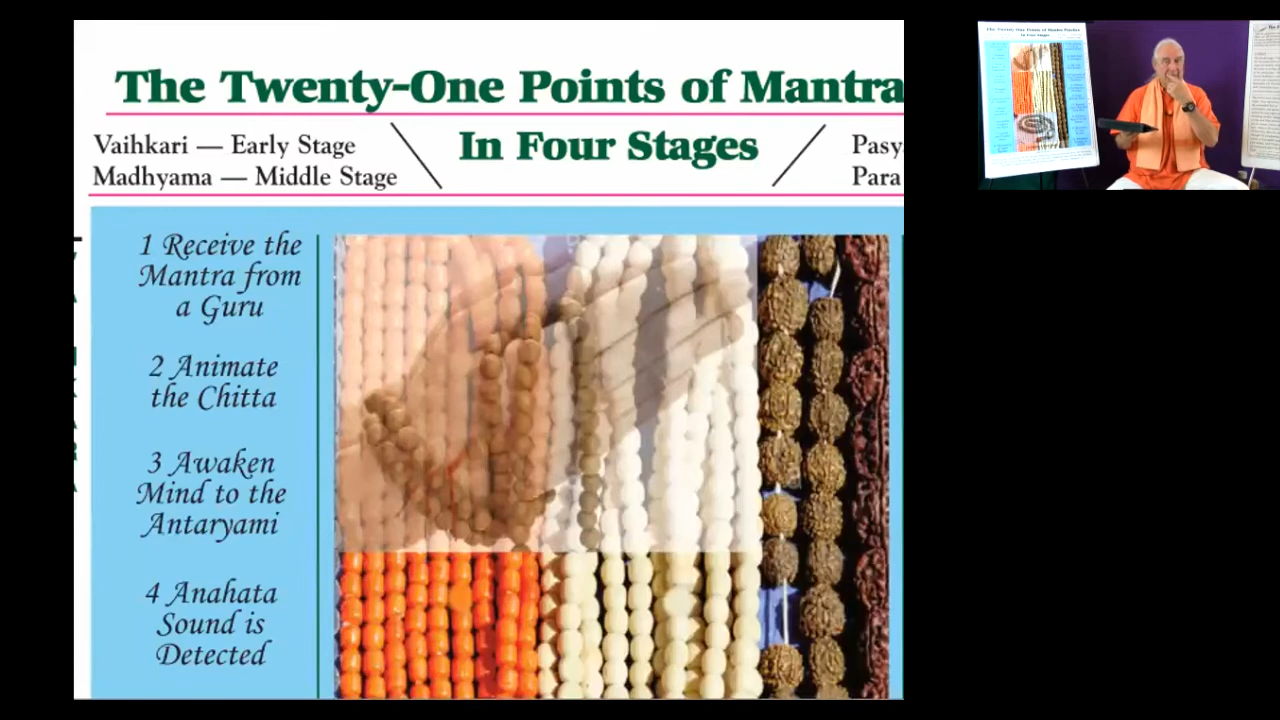 The Twenty-One Points of Mantra
In Four Stages
Vaihkari — Early Stage
Madhyama — Middle Stage
Pasy
Para
1 Receive the
Mantra from
a Guru
2 Animate
the Chitta
3 Awaken
Mind to the
Antaryami
4 Anahata
Sound is
Detected